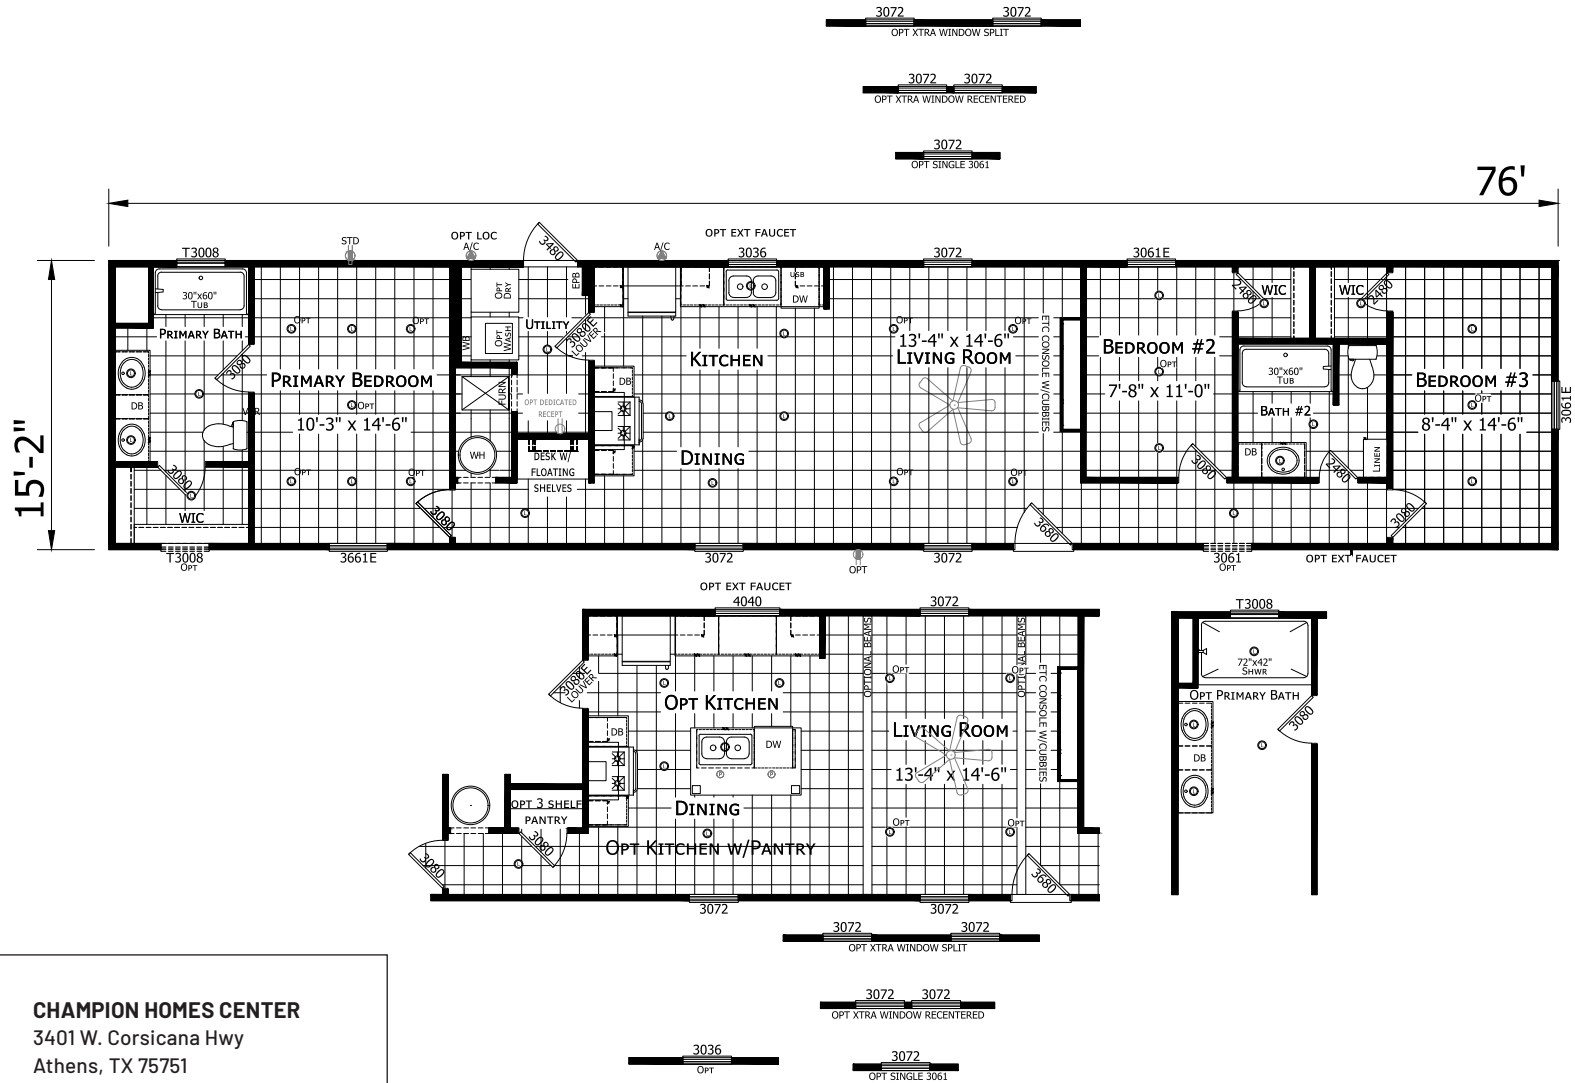 3072 3072
OPT XTRA WINDOW SPLIT
3072 3072
OPT XTRA WINDOW RECENTERED
3072
OPT SINGLE 3061
76'
15'-2"
T3008
STD
OPT LOC
A/C
3480
A/C
OPT EXT FAUCET
3036
3072
3061E
30"x60"
TUB
PRIMARY BATH
3080
DB
3080
WIC
T3008
OPT
OPT
OPT
PRIMARY BEDROOM
OPT
10'-3" x 14'-6"
OPT
OPT
3080
3661E
OPT
DRY
OPT
WASH
WB
EPB
UTILITY
3080E
LOUVER
FURN
WH
OPT DEDICATED
RECEPT
DESK W/
FLOATING
SHELVES
USB
DW
KITCHEN
DB
DINING
3072
OPT
OPT
OPT
13'-4" x 14'-6"
LIVING ROOM
ETC CONSOLE W/CUBBIES
OPT
OPT
3072
3680
BEDROOM #2
OPT
7'-8" x 11'-0"
3080
WIC
2480
WIC
2480
30"x60"
TUB
BATH #2
DB
2480
LINEN
3061
OPT
BEDROOM #3
OPT
8'-4" x 14'-6"
3080
3061E
OPT EXT FAUCET
OPT EXT FAUCET
4040
3072
3080E
LOUVER
OPT KITCHEN
DB
DW
P
P
DINING
OPT KITCHEN W/PANTRY
OPT 3 SHELF
PANTRY
3080
3080
OPTIONAL BEAMS
OPTIONAL BEAMS
OPT
OPT
LIVING ROOM
13'-4" x 14'-6"
ETC CONSOLE W/CUBBIES
OPT
OPT
3680
3072
3072
T3008
72"x42"
SHWR
OPT PRIMARY BATH
3080
DB
3072 3072
OPT XTRA WINDOW SPLIT
3072 3072
OPT XTRA WINDOW RECENTERED
3036
OPT
3072
OPT SINGLE 3061
CHAMPION HOMES CENTER
3401 W. Corsicana Hwy
Athens, TX 75751